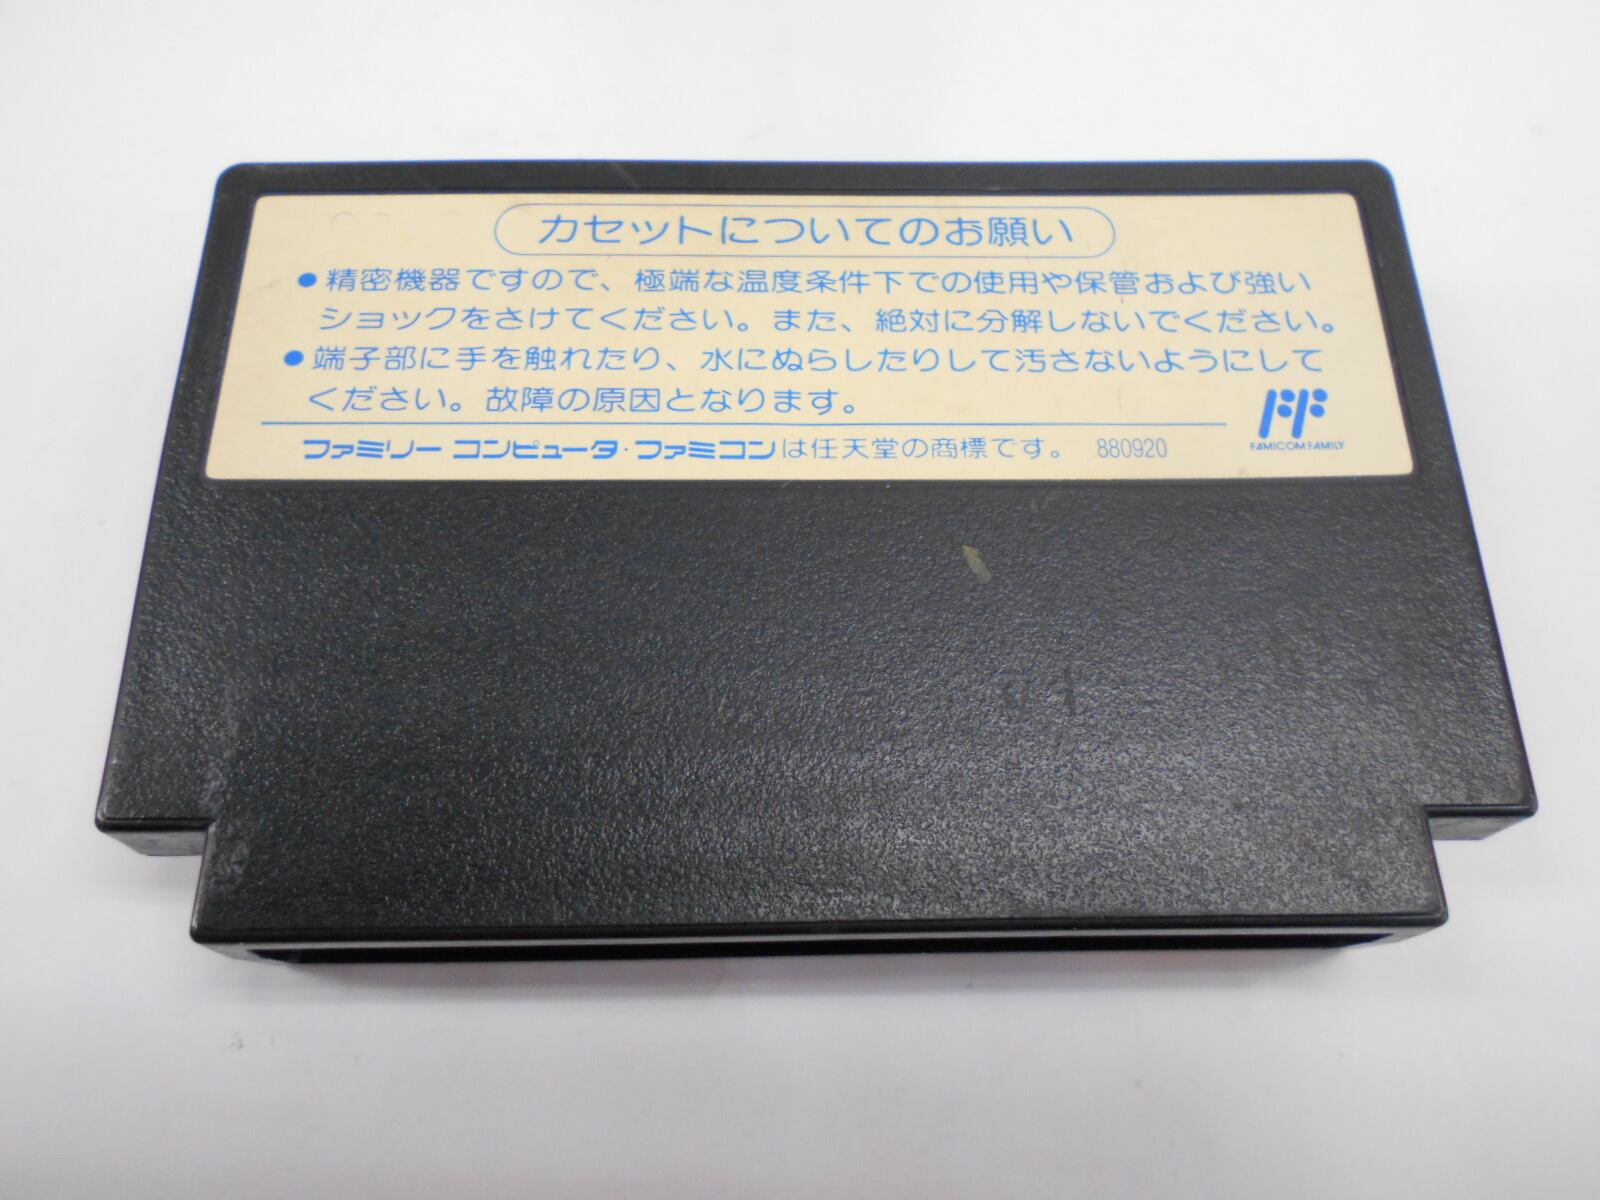 カセットについてのお願い
●精密機器ですので、極端な温度条件下での使用や保管および強い
ショックをさけてください。また、絶対に分解しないでください。
●端子部に手を触れたり、水にぬらしたりして汚さないようにして
ください。故障の原因となります。
ファミリー コンピュータ・ファミコンは任天堂の商標です。 880920
FAMICOM FAMILY